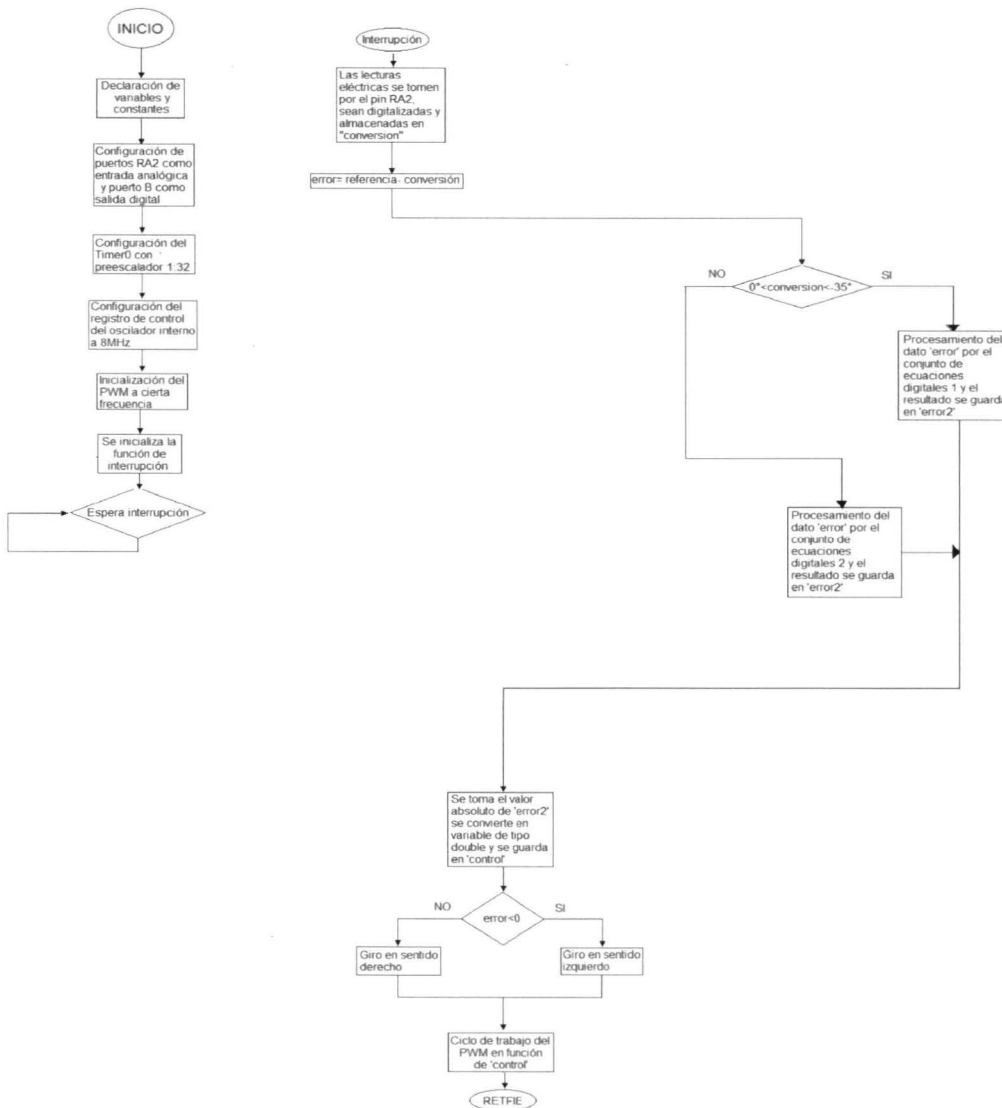 INICIO
Declaración de
variables y
constantes
Configuración de
puertos RA2 como
entrada analógica
y puerto B como
salida digital
Configuración del
Timer0 con
preescalador 1:32
Configuración del
registro de control
del oscilador interno
a 8MHz
Inicialización del
PWM a cierta
frecuencia
Se inicializa la
función de
interrupción
Espera interrupción
Interrupción
Las lecturas
eléctricas se tomen
por el pin RA2,
sean digitalizadas y
almacenadas en
"conversion"
error= referencia- conversión
0°<conversion<-35°
NO
SI
Procesamiento del
dato 'error' por el
conjunto de
ecuaciones
digitales 1 y el
resultado se guarda
en 'error2'
Procesamiento del
dato 'error' por el
conjunto de
ecuaciones
digitales 2 y el
resultado se guarda
en 'error2'
Se toma el valor
absoluto de 'error2'
se convierte en
variable de tipo
double y se guarda
en 'control'
error<0
NO
SI
Giro en sentido
derecho
Giro en sentido
izquierdo
Ciclo de trabajo del
PWM en función
de 'control'
RETFIE